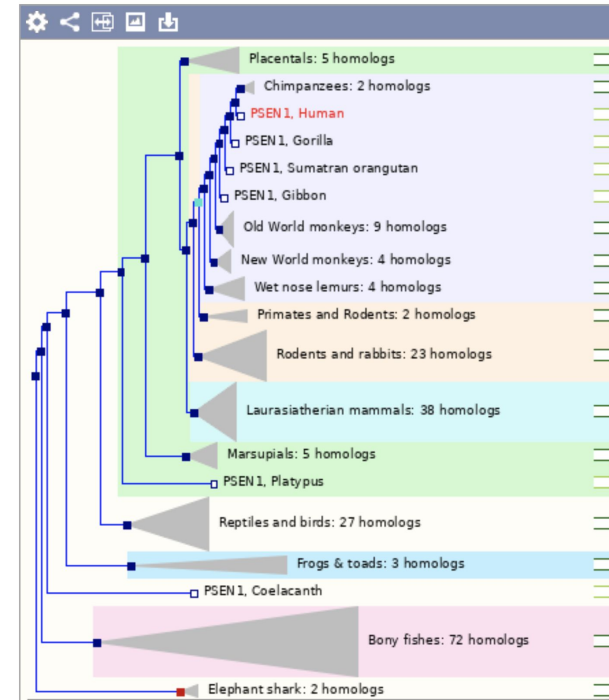 Placentals: 5 homologs
Chimpanzees: 2 homologs
PSEN1, Human
PSEN1, Gorilla
PSEN1, Sumatran orangutan
PSEN1, Gibbon
Old World monkeys: 9 homologs
New World monkeys: 4 homologs
Wet nose lemurs: 4 homologs
Primates and Rodents: 2 homologs
Rodents and rabbits: 23 homologs
Laurasiatherian mammals: 38 homologs
Marsupials: 5 homologs
PSEN1, Platypus
Reptiles and birds: 27 homologs
Frogs & toads: 3 homologs
PSEN1, Coelacanth
Bony fishes: 72 homologs
Elephant shark: 2 homologs